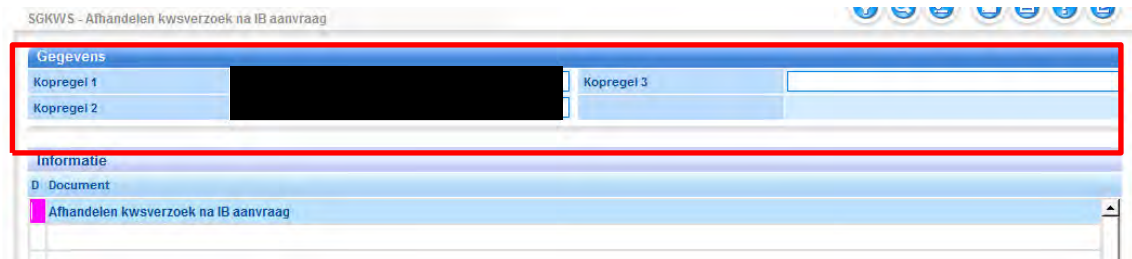 SGKWS - Afhandelen kwsverzoek na IB aanvraag
Gegevens
Kopregel 1 Kopregel 3
Kopregel 2
Informatie
D Document
Afhandelen kwsverzoek na IB aanvraag